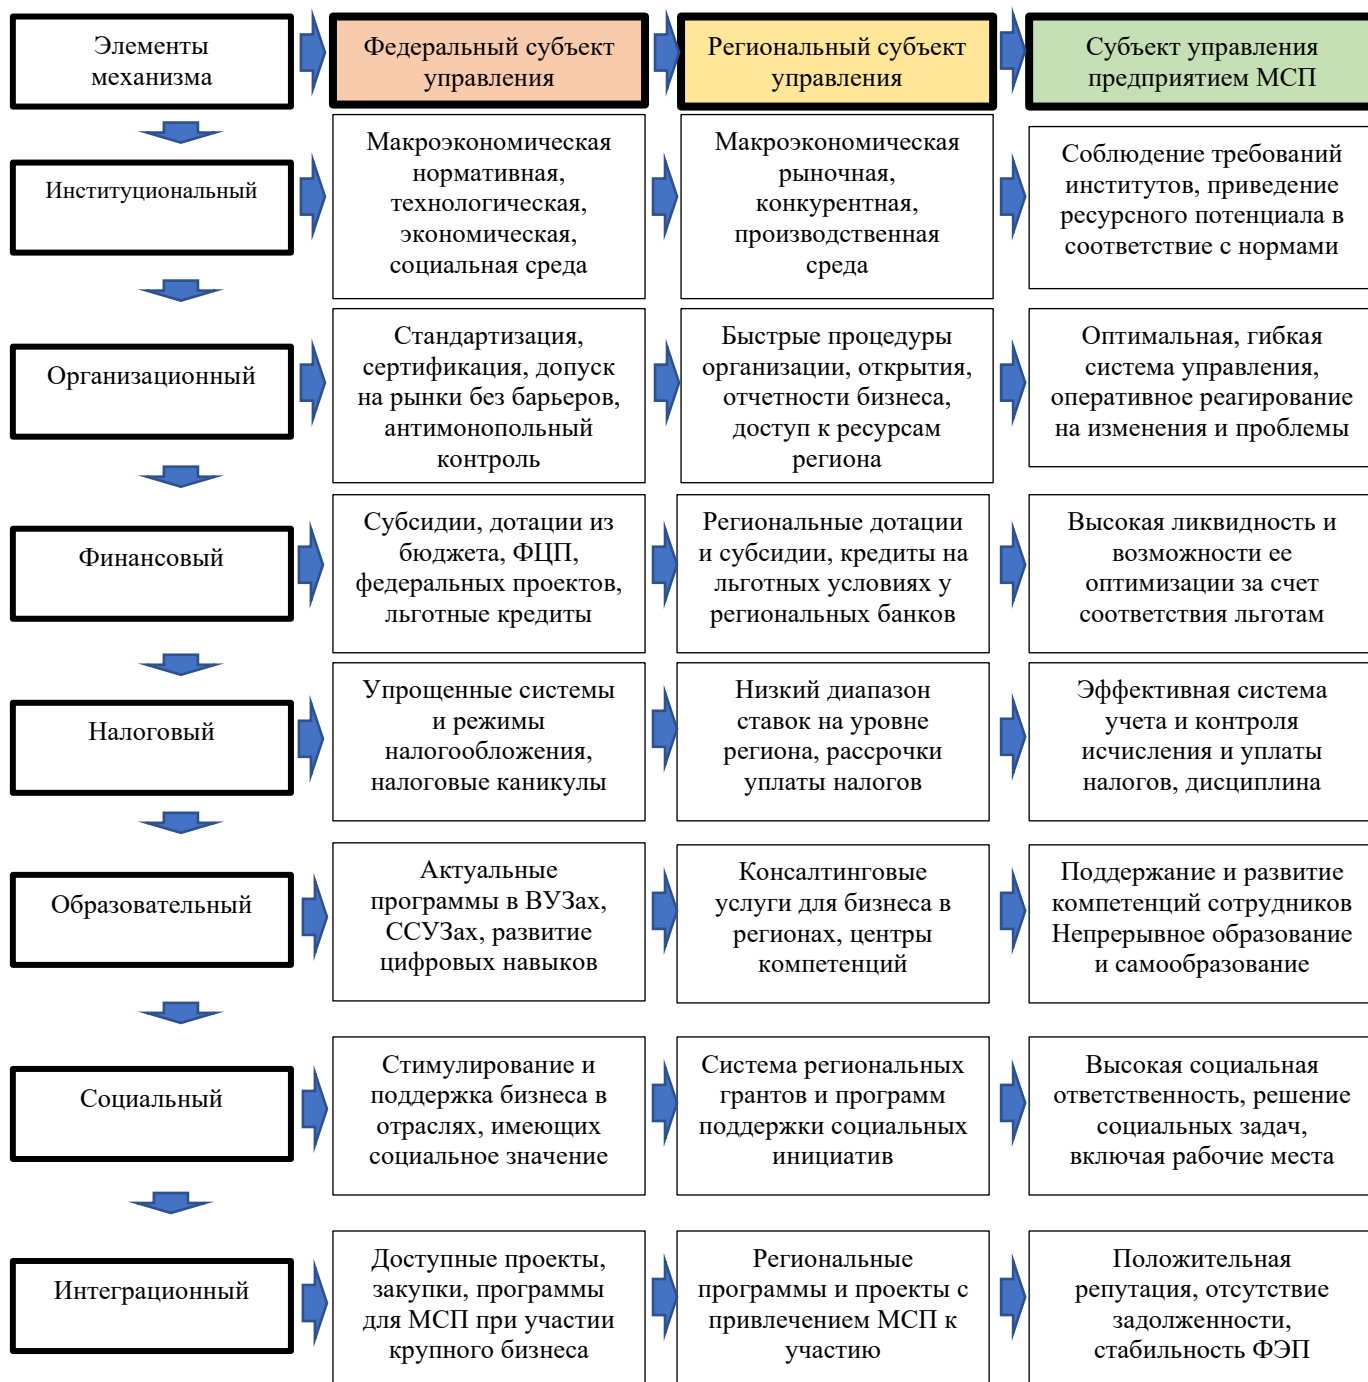 Элементы
механизма
Федеральный субъект
управления
Региональный субъект
управления
Субъект управления
предприятием МСП
Институциональный
Макроэкономическая
нормативная,
технологическая,
экономическая,
социальная среда
Макроэкономическая
рыночная,
конкурентная,
производственная
среда
Соблюдение требований
институтов, приведение
ресурсного потенциала в
соответствие с нормами
Организационный
Стандартизация,
сертификация, допуск
на рынки без барьеров,
антимонопольный
контроль
Быстрые процедуры
организации, открытия,
отчетности бизнеса,
доступ к ресурсам
региона
Оптимальная, гибкая
система управления,
оперативное реагирование
на изменения и проблемы
Финансовый
Субсидии, дотации из
бюджета, ФЦП,
федеральных проектов,
льготные кредиты
Региональные дотации
и субсидии, кредиты на
льготных условиях у
региональных банков
Высокая ликвидность и
возможности ее
оптимизации за счет
соответствия льготам
Налоговый
Упрощенные системы
и режимы
налогообложения,
налоговые каникулы
Низкий диапазон
ставок на уровне
региона, рассрочки
уплаты налогов
Эффективная система
учета и контроля
исчисления и уплаты
налогов, дисциплина
Образовательный
Актуальные
программы в ВУЗах,
ССУЗах, развитие
цифровых навыков
Консалтинговые
услуги для бизнеса в
регионах, центры
компетенций
Поддержание и развитие
компетенций сотрудников
Непрерывное образование
и самообразование
Социальный
Стимулирование и
поддержка бизнеса в
отраслях, имеющих
социальное значение
Система региональных
грантов и программ
поддержки социальных
инициатив
Высокая социальная
ответственность, решение
социальных задач,
включая рабочие места
Интеграционный
Доступные проекты,
закупки, программы
для МСП при участии
крупного бизнеса
Региональные
программы и проекты с
привлечением МСП к
участию
Положительная
репутация, отсутствие
задолженности,
стабильность ФЭП